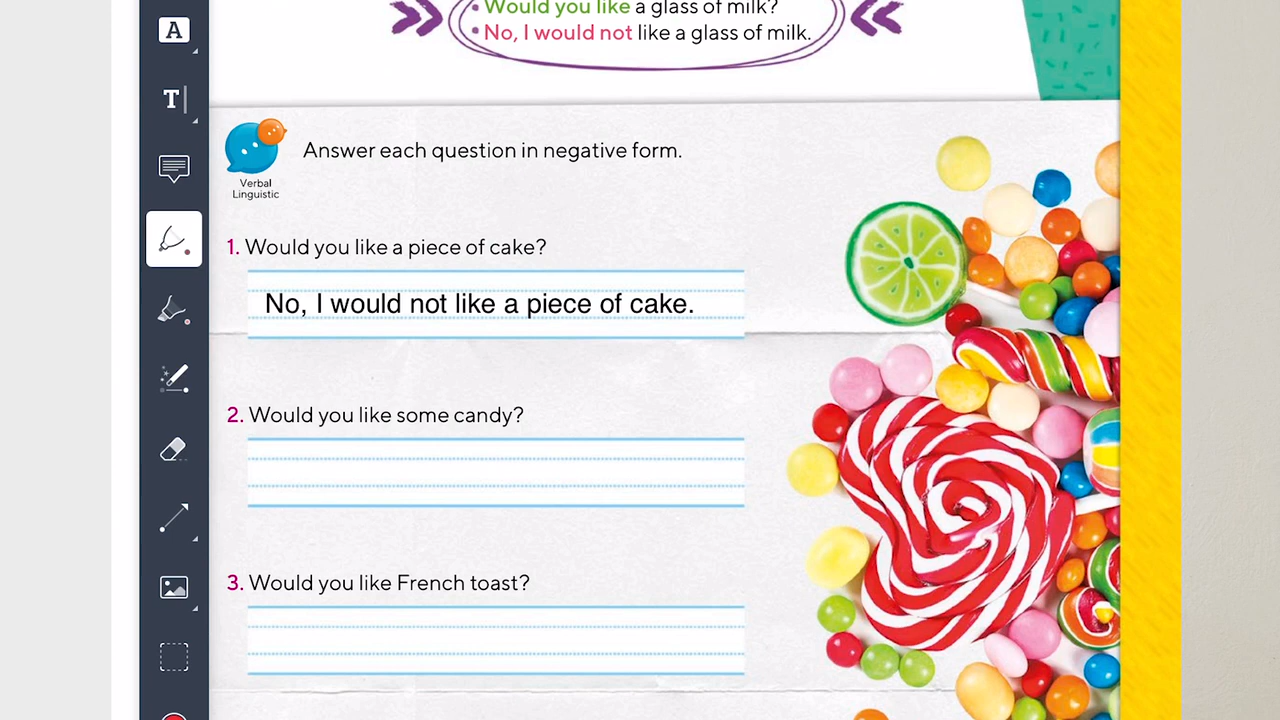 Would you like a glass of milk?
No, I would not like a glass of milk.
A
T
Answer each question in negative form.
Verbal
Linguistic
1. Would you like a piece of cake?
No, I would not like a piece of cake.
2. Would you like some candy?
3. Would you like French toast?